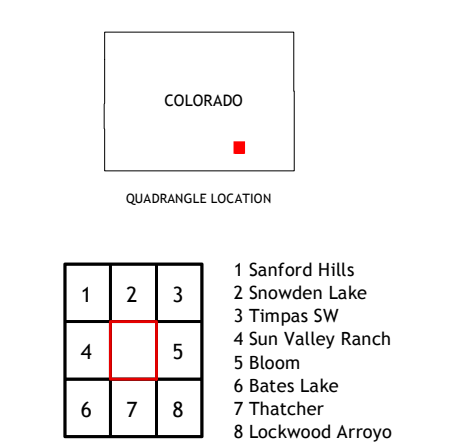 COLORADO
QUADRANGLE LOCATION
1 2 3
4 5
6 7 8
1 Sanford Hills
2 Snowden Lake
3 Timpas SW
4 Sun Valley Ranch
5 Bloom
6 Bates Lake
7 Thatcher
8 Lockwood Arroyo